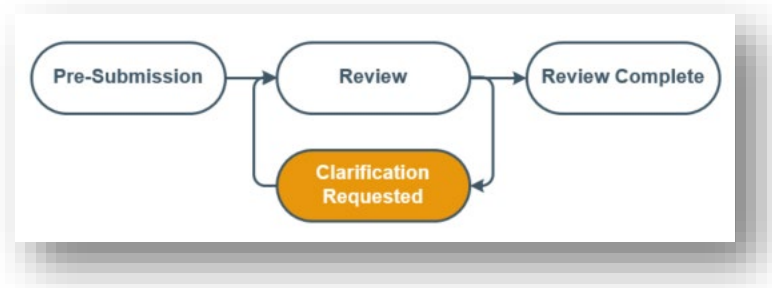 Pre-Submission
Review
Review Complete
Clarification
Requested